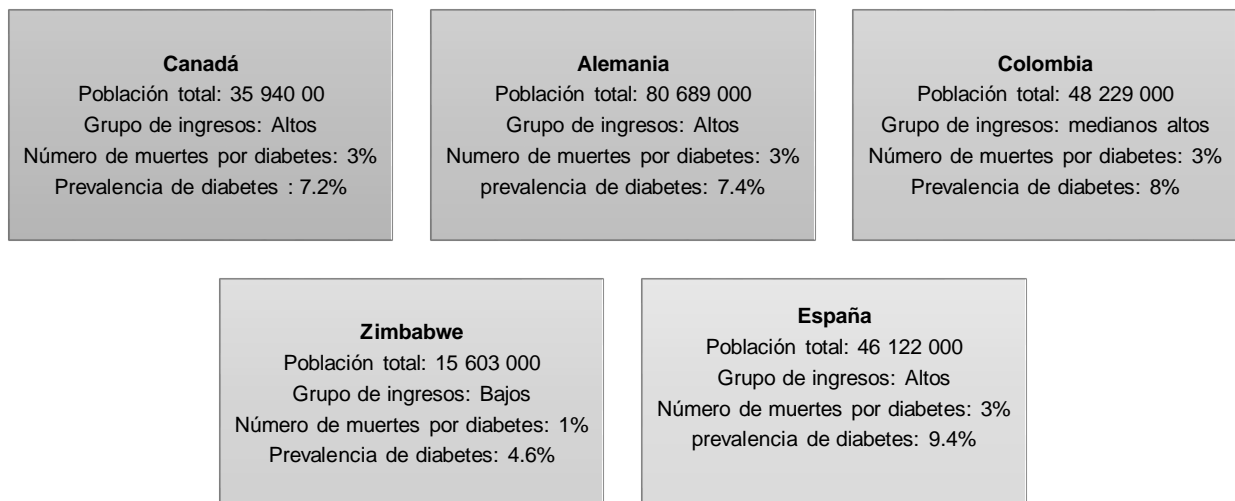 Canadá
Población total: 35 940 00
Grupo de ingresos: Altos
Número de muertes por diabetes: 3%
Prevalencia de diabetes : 7.2%
Alemania
Población total: 80 689 000
Grupo de ingresos: Altos
Numero de muertes por diabetes: 3%
prevalencia de diabetes: 7.4%
Colombia
Población total: 48 229 000
Grupo de ingresos: medianos altos
Número de muertes por diabetes: 3%
Prevalencia de diabetes: 8%
Zimbabwe
Población total: 15 603 000
Grupo de ingresos: Bajos
Número de muertes por diabetes: 1%
Prevalencia de diabetes: 4.6%
España
Población total: 46 122 000
Grupo de ingresos: Altos
Número de muertes por diabetes: 3%
prevalencia de diabetes: 9.4%